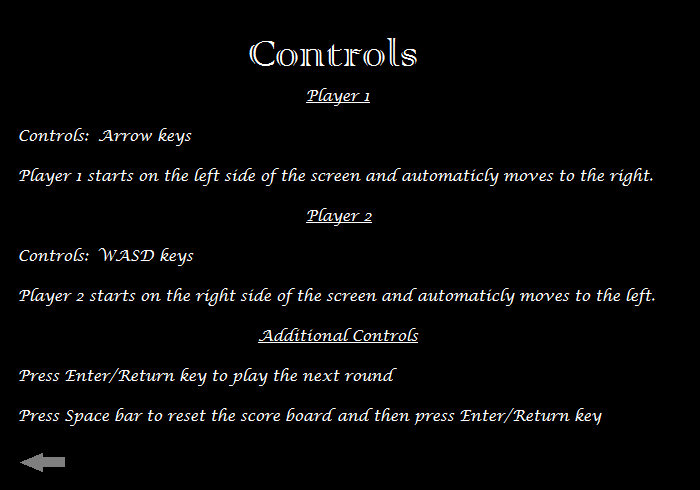 Controls
Player 1
Controls:  Arrow keys
Player 1 starts on the left side of the screen and automaticly moves to the right.
Player 2
Controls:  WASD keys
Player 2 starts on the right side of the screen and automaticly moves to the left.
Additional Controls
Press Enter/Return key to play the next round
Press Space bar to reset the score board and then press Enter/Return key